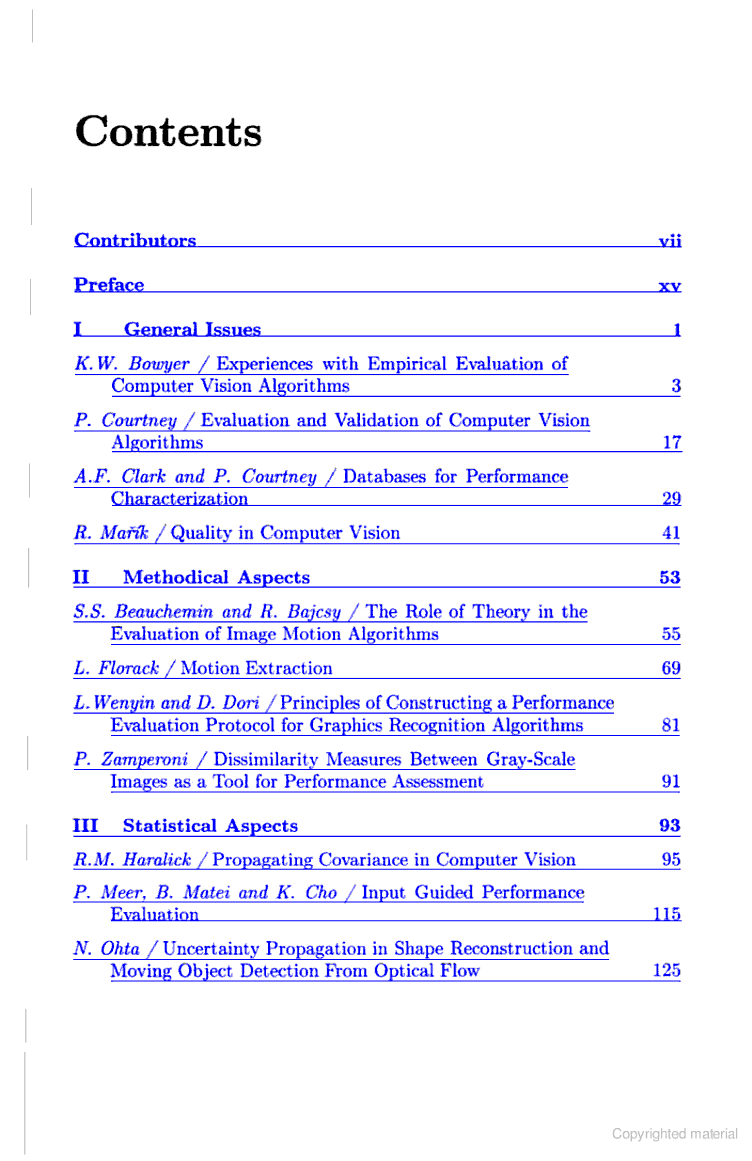 Contents
Contributors vii
Preface xv
I General Issues 1
K.W. Bowyer / Experiences with Empirical Evaluation of
Computer Vision Algorithms 3
P. Courtney / Evaluation and Validation of Computer Vision
Algorithms 17
A.F. Clark and P. Courtney / Databases for Performance
Characterization 29
R. Mařík / Quality in Computer Vision 41
II Methodical Aspects 53
S.S. Beauchemin and R. Bajcsy / The Role of Theory in the
Evaluation of Image Motion Algorithms 55
L. Florack / Motion Extraction 69
L. Wenyin and D. Dori / Principles of Constructing a Performance
Evaluation Protocol for Graphics Recognition Algorithms 81
P. Zamperoni / Dissimilarity Measures Between Gray-Scale
Images as a Tool for Performance Assessment 91
III Statistical Aspects 93
R.M. Haralick / Propagating Covariance in Computer Vision 95
P. Meer, B. Matei and K. Cho / Input Guided Performance
Evaluation 115
N. Ohta / Uncertainty Propagation in Shape Reconstruction and
Moving Object Detection From Optical Flow 125
Copyrighted material